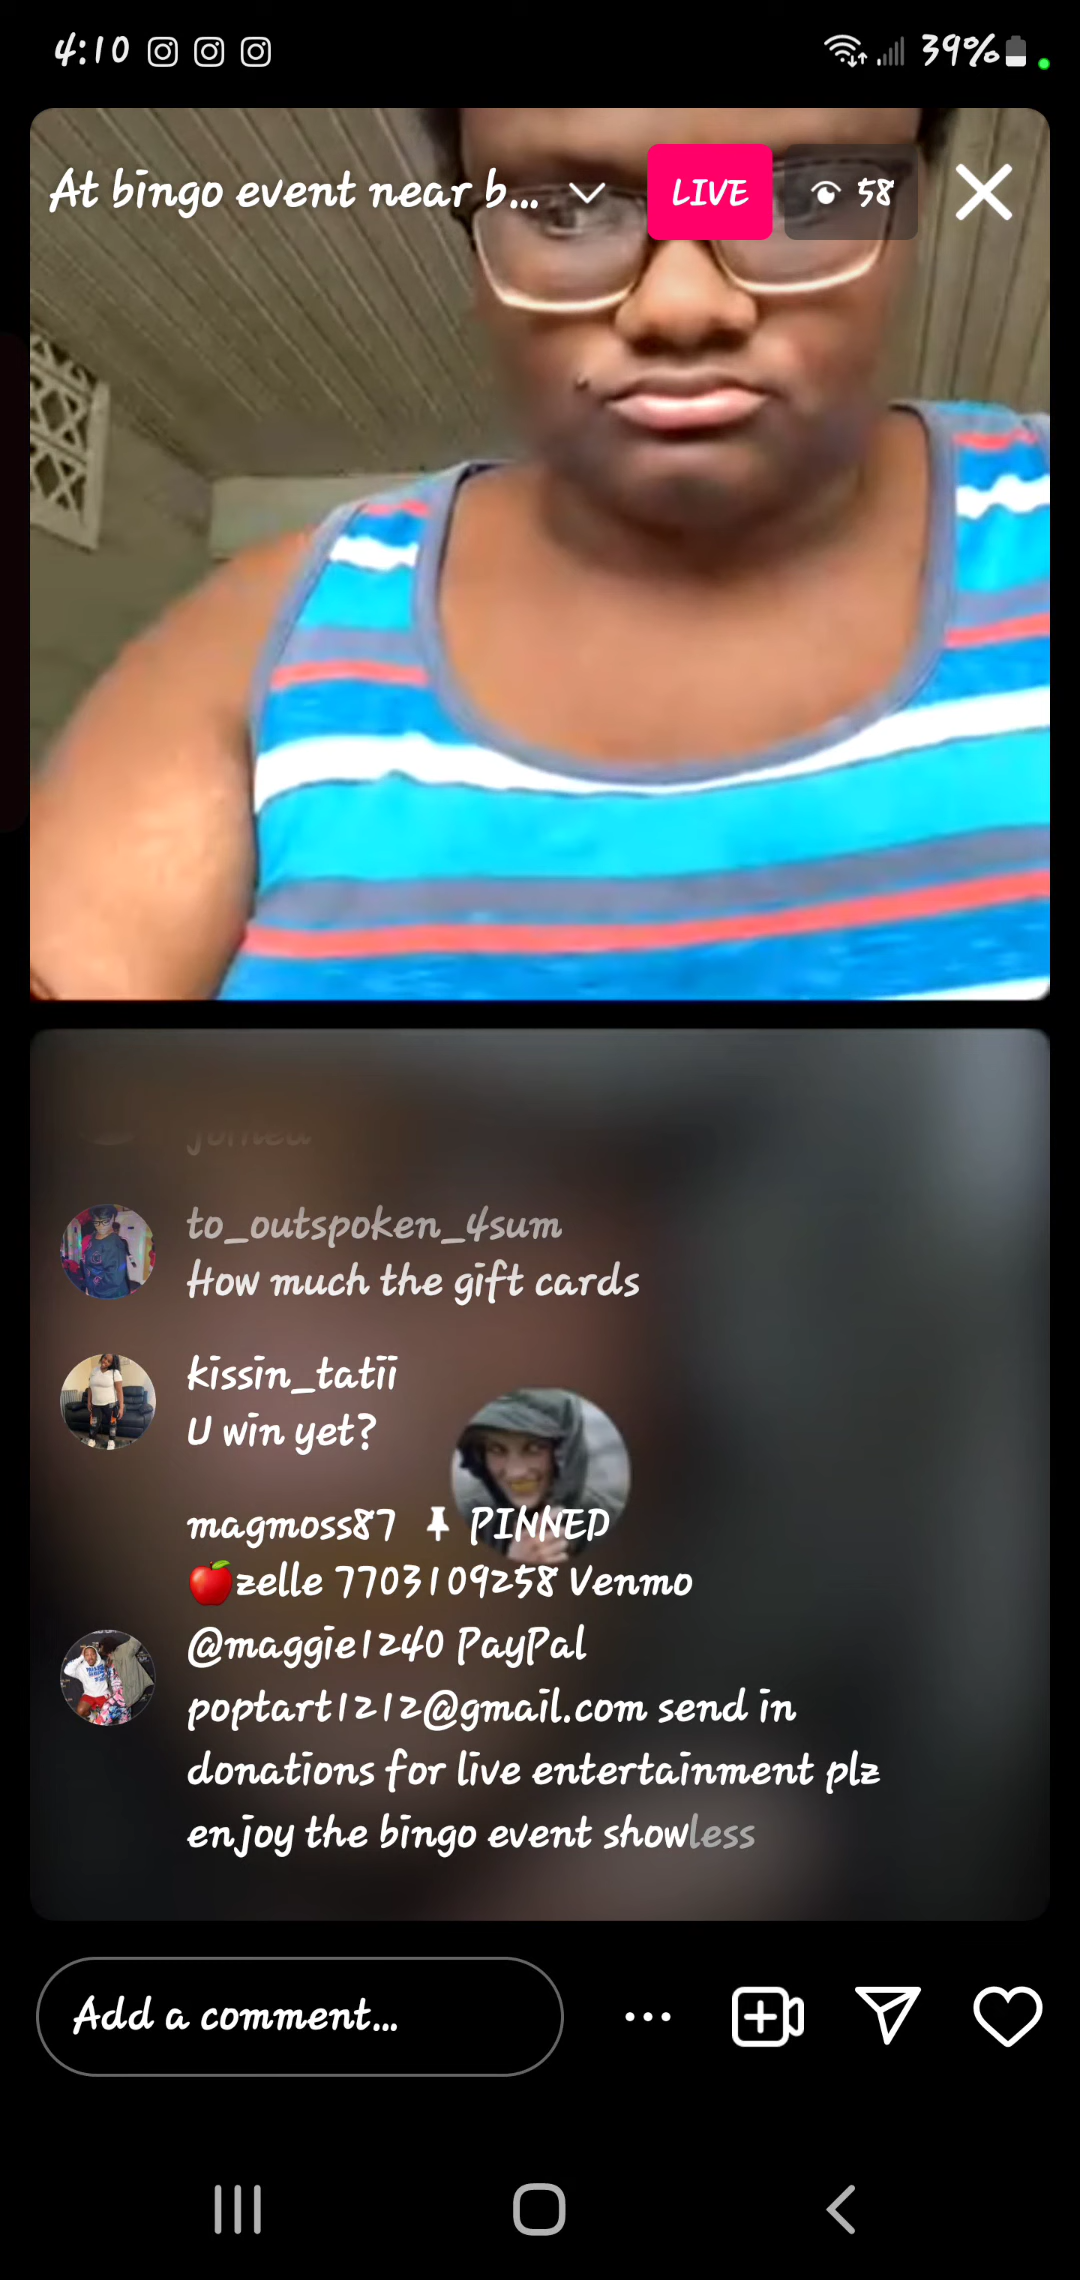 4:10
39%
At bingo event near b...
LIVE
58
joined
to_outspoken_4sum
How much the gift cards
kissin_tatii
U win yet?
magmoss87 📌 PINNED
🍎zelle 7703109258 Venmo
@maggie1240 PayPal
poptart1212@gmail.com send in
donations for live entertainment plz
enjoy the bingo event showless
Add a comment...